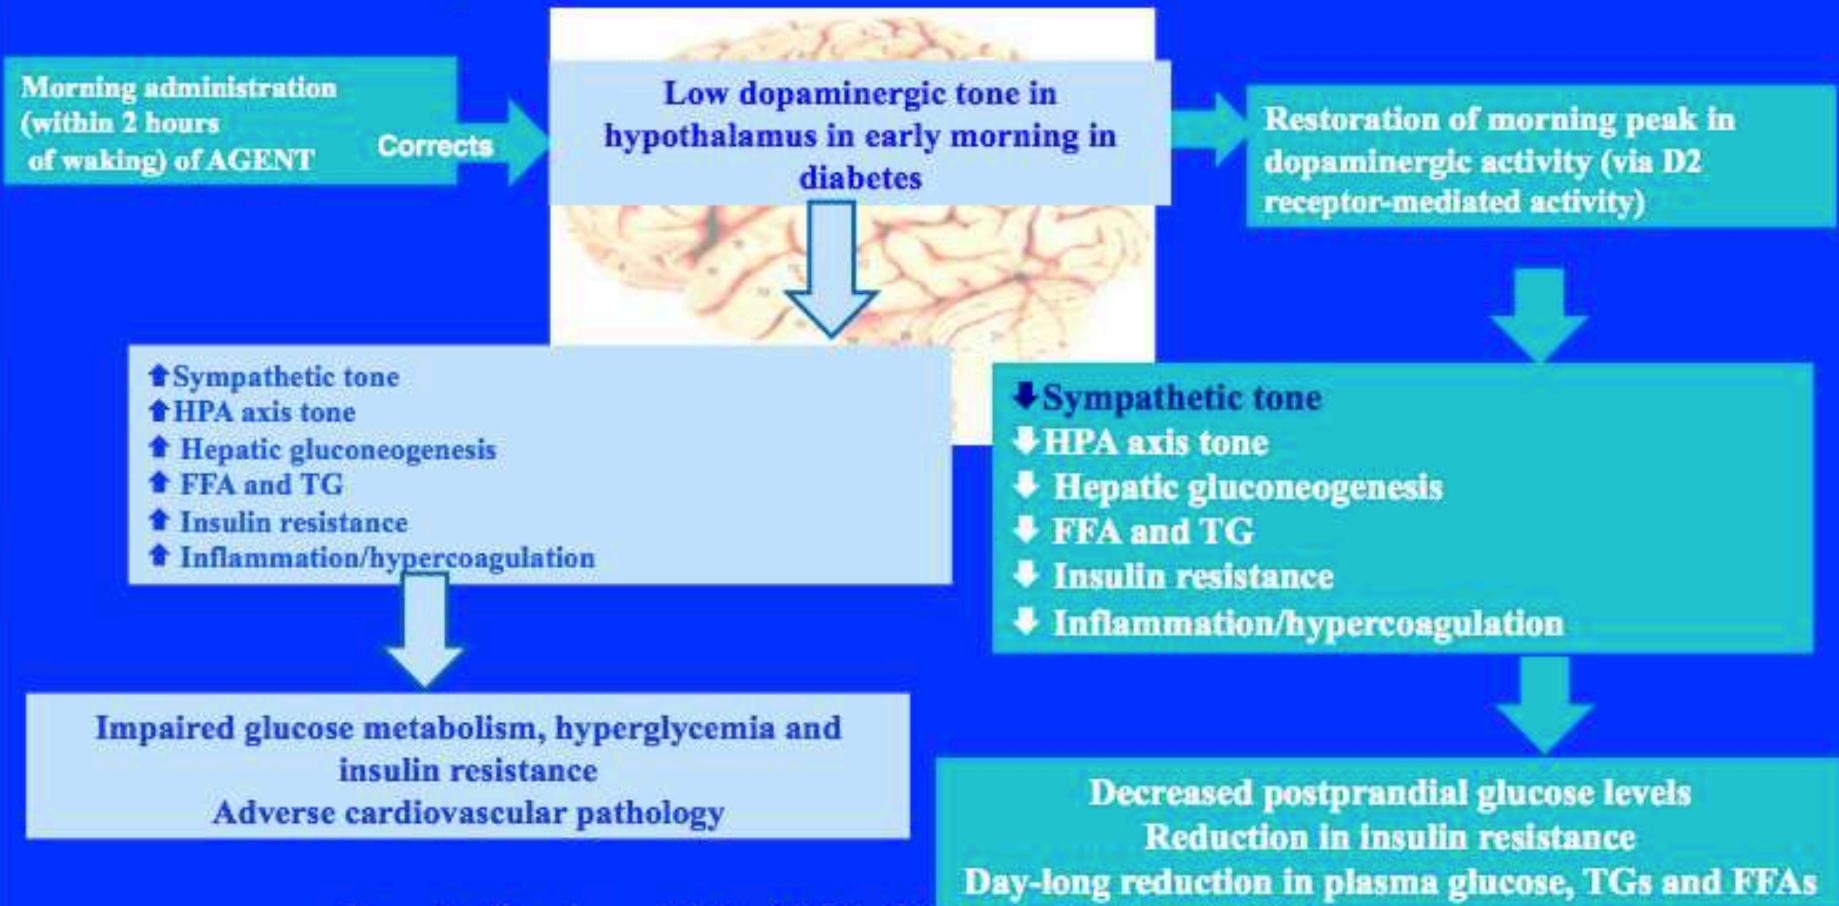 Morning administration
(within 2 hours
of waking) of AGENT
Corrects
Low dopaminergic tone in
hypothalamus in early morning in
diabetes
Restoration of morning peak in
dopaminergic activity (via D2
receptor-mediated activity)
Sympathetic tone
HPA axis tone
Hepatic gluconeogenesis
FFA and TG
Insulin resistance
Inflammation/hypercoagulation
Sympathetic tone
HPA axis tone
Hepatic gluconeogenesis
FFA and TG
Insulin resistance
Inflammation/hypercoagulation
Impaired glucose metabolism, hyperglycemia and
insulin resistance
Adverse cardiovascular pathology
Decreased postprandial glucose levels
Reduction in insulin resistance
Day-long reduction in plasma glucose, TGs and FFAs